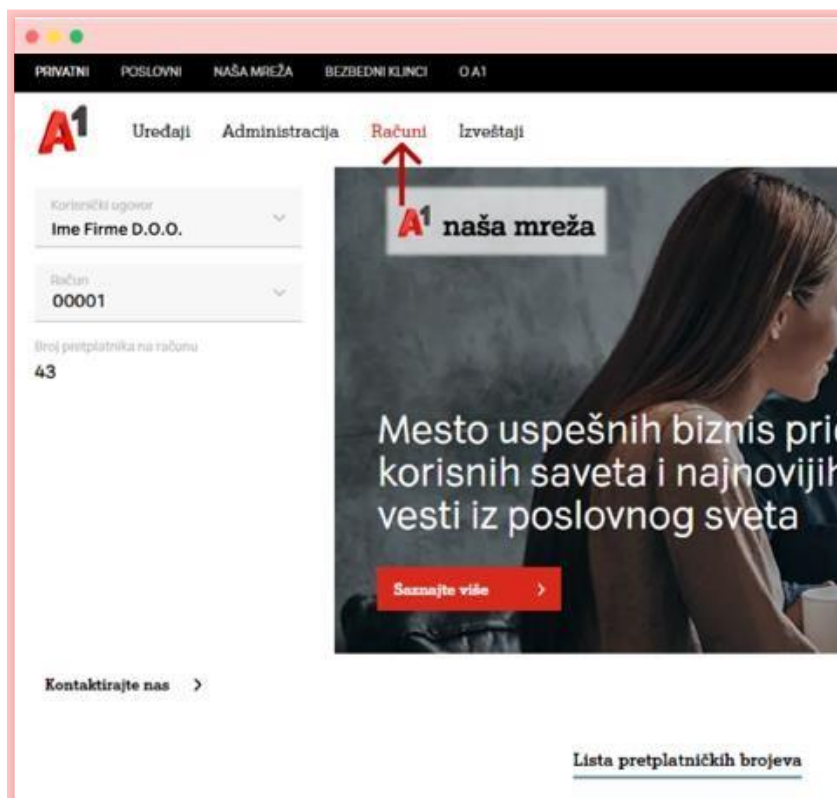 PRIVATNI POSLOVNI NAŠA MREŽA BEZBEDNI KLINCI O A1
A1 Uređaji Administracija Računi Izveštaji
Korisnički ugovor
Ime Firme D.O.O.
Račun
00001
Broj pretplatnika na računu
43
A1 naša mreža
Mesto uspešnih biznis pri
korisnih saveta i najnovijih
vesti iz poslovnog sveta
Saznajte više
Kontaktirajte nas
Lista pretplatničkih brojeva